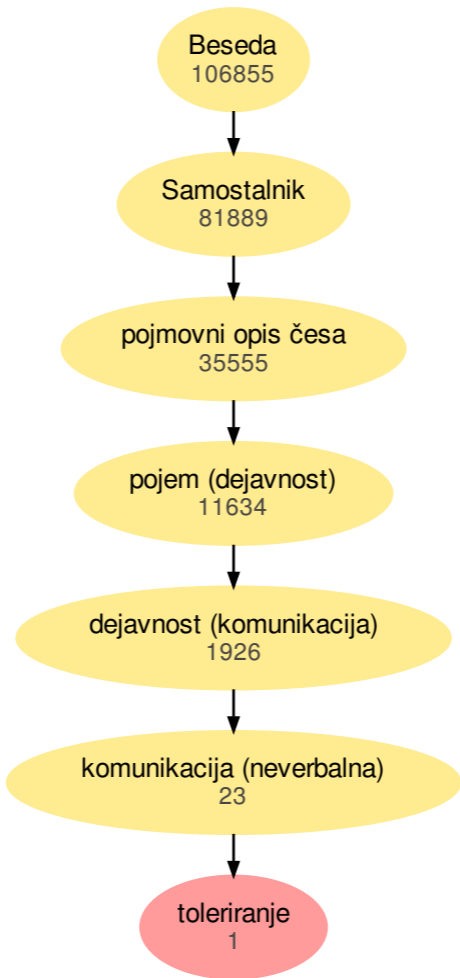 Beseda
106855
Samostalnik
81889
pojmovni opis česa
35555
pojem (dejavnost)
11634
dejavnost (komunikacija)
1926
komunikacija (neverbalna)
23
toleriranje
1